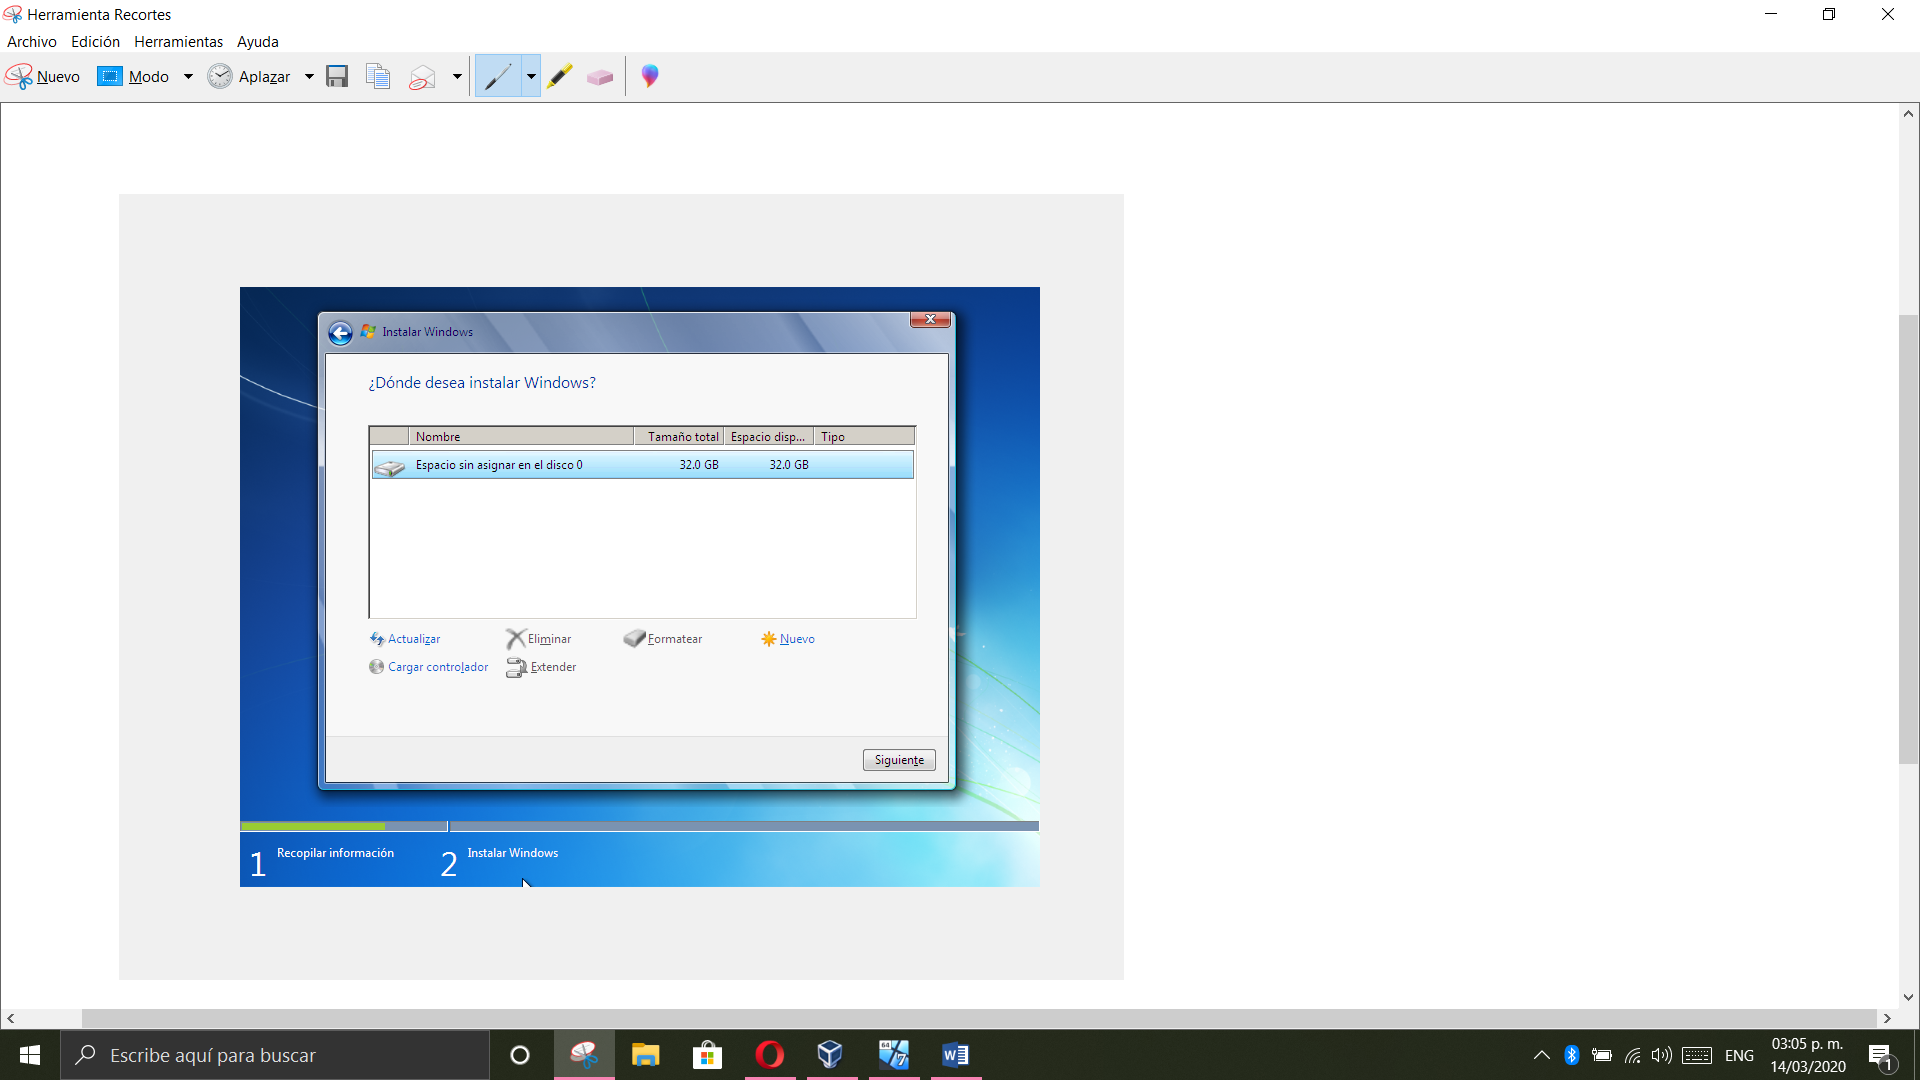 Herramienta Recortes
Archivo Edición Herramientas Ayuda
Nuevo Modo Aplazar
Instalar Windows
¿Dónde desea instalar Windows?
Nombre Tamaño total Espacio disp... Tipo
Espacio sin asignar en el disco 0 32.0 GB 32.0 GB
Actualizar Eliminar Formatear Nuevo
Cargar controlador Extender
Siguiente
1 Recopilar información 2 Instalar Windows
Escribe aquí para buscar
64 7
W
ENG
03:05 p. m.
14/03/2020
1